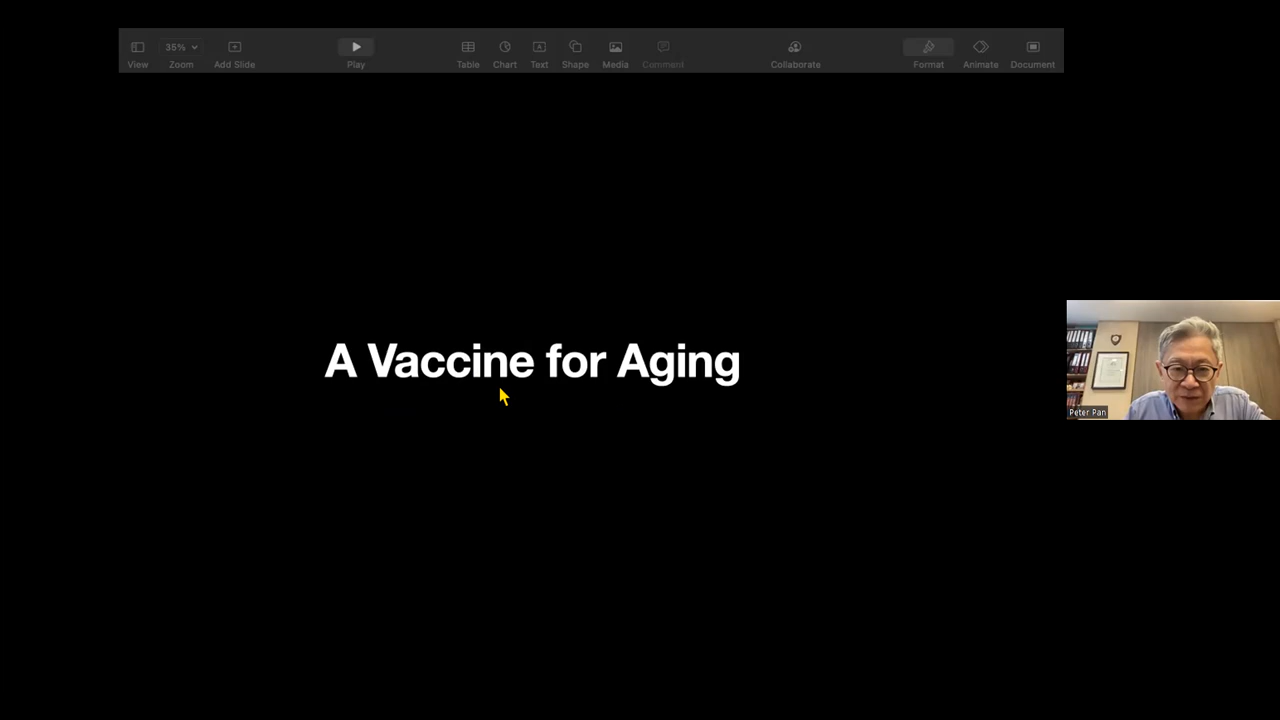 35%
View
Zoom
Add Slide
Play
Table
Chart
Text
Shape
Media
Comment
Collaborate
Format
Animate
Document
A Vaccine for Aging
Peter Pan